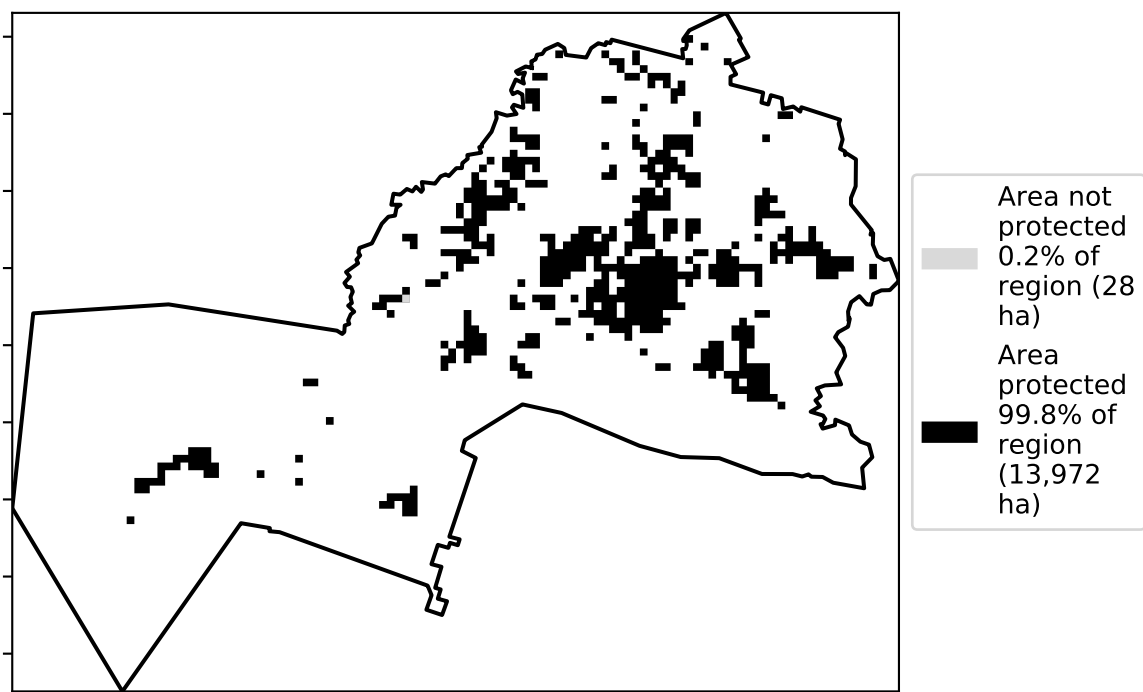 Area not
protected
0.2% of
region (28
ha)
Area
protected
99.8% of
region
(13,972
ha)